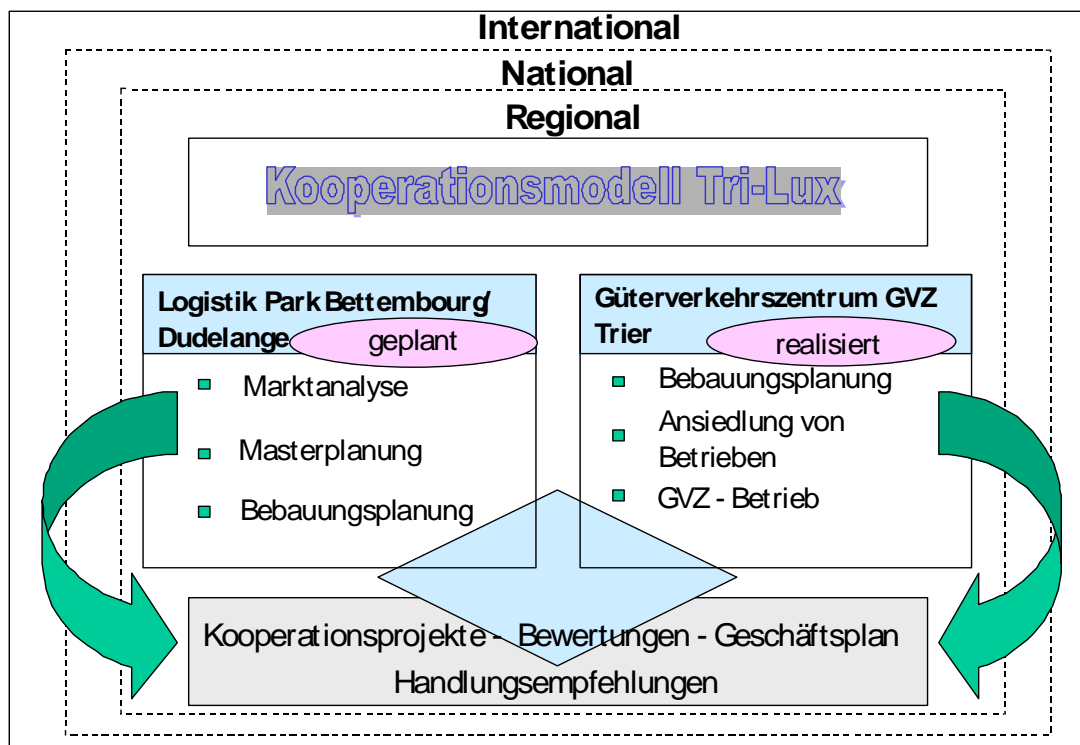 International
National
Regional
Kooperationsmodell Tri-Lux
Logistik Park Bettembourg/
Dudelange
geplant
Marktanalyse
Masterplanung
Bebauungsplanung
Güterverkehrszentrum GVZ
Trier
realisiert
Bebauungsplanung
Ansiedlung von
Betrieben
GVZ - Betrieb
Kooperationsprojekte - Bewertungen - Geschäftsplan
Handlungsempfehlungen